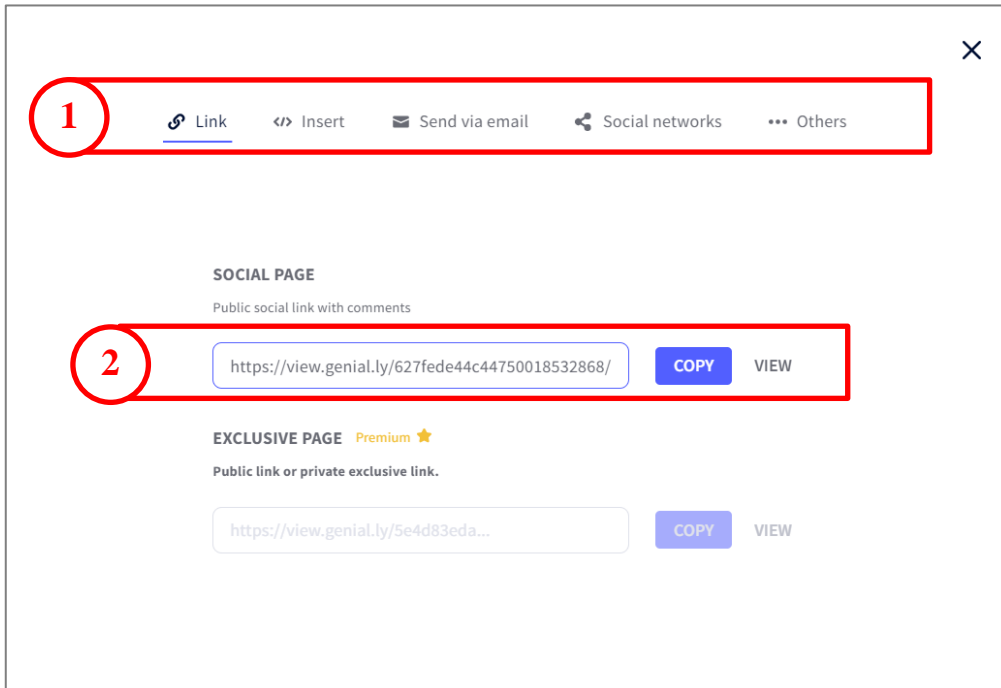 1
Link Insert Send via email Social networks Others
SOCIAL PAGE
Public social link with comments
2
https://view.genial.ly/627fede44c44750018532868/ COPY VIEW
EXCLUSIVE PAGE Premium
Public link or private exclusive link.
https://view.genial.ly/5e4d83eda... COPY VIEW